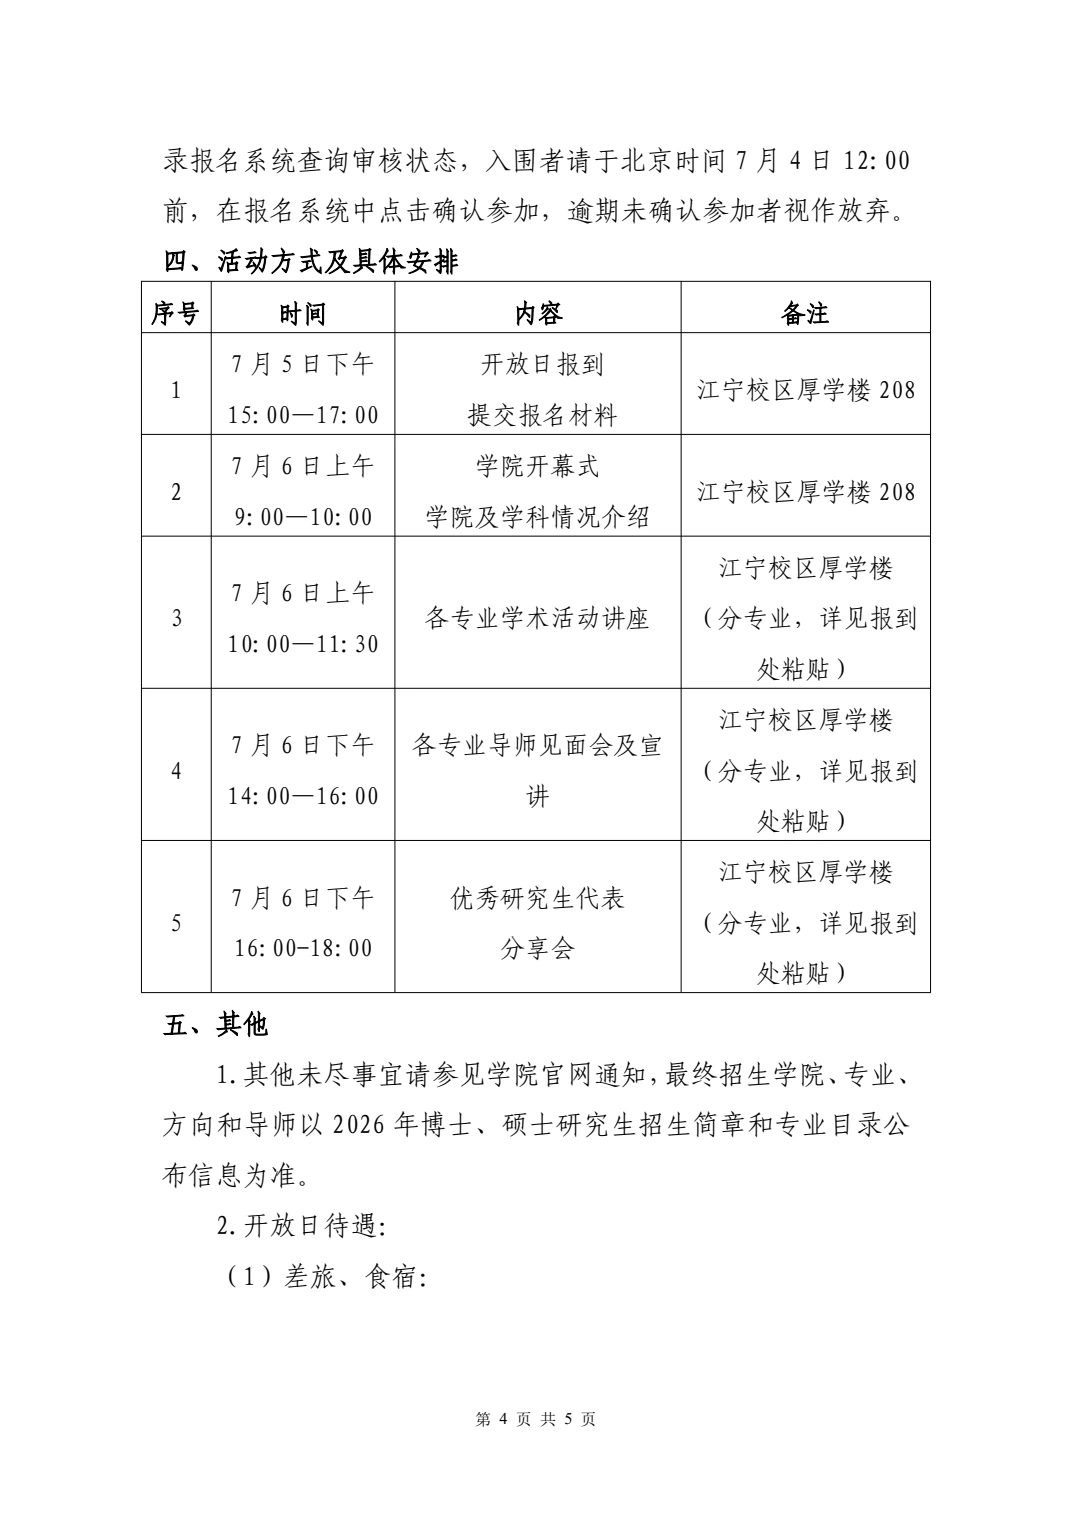 录报名系统查询审核状态，入围者请于北京时间 7 月 4 日 12:00
前，在报名系统中点击确认参加，逾期未确认参加者视作放弃。
四、活动方式及具体安排
序号 时间 内容 备注
1
7 月 5 日下午
15:00—17:00
开放日报到
提交报名材料
江宁校区厚学楼 208
2
7 月 6 日上午
9:00—10:00
学院开幕式
学院及学科情况介绍
江宁校区厚学楼 208
3
7 月 6 日上午
10:00—11:30
各专业学术活动讲座
江宁校区厚学楼
（分专业，详见报到
处粘贴）
4
7 月 6 日下午
14:00—16:00
各专业导师见面会及宣
讲
江宁校区厚学楼
（分专业，详见报到
处粘贴）
5
7 月 6 日下午
16:00-18:00
优秀研究生代表
分享会
江宁校区厚学楼
（分专业，详见报到
处粘贴）
五、其他
1.其他未尽事宜请参见学院官网通知,最终招生学院、专业、
方向和导师以 2026 年博士、硕士研究生招生简章和专业目录公
布信息为准。
2.开放日待遇:
（1）差旅、食宿:
第 4 页 共 5 页